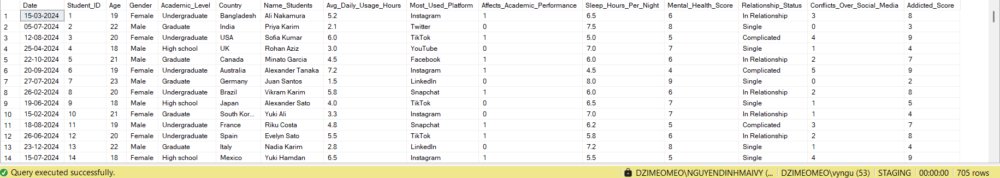 Date Student_ID Age Gender Academic_Level Country Name_Students Avg_Daily_Usage_Hours Most_Used_Platform Affects_Academic_Performance Sleep_Hours_Per_Night Mental_Health_Score Relationship_Status Conflicts_Over_Social_Media Addicted_Score
1 15-03-2024 1 19 Female Undergraduate Bangladesh Ali Nakamura 5.2 Instagram 1 6.5 6 In Relationship 3 8
2 05-07-2024 2 22 Male Graduate India Priya Karim 2.1 Twitter 0 7.5 8 Single 0 3
3 12-08-2024 3 20 Female Undergraduate USA Sofia Kumar 6.0 TikTok 1 5.0 5 Complicated 4 9
4 25-04-2024 4 18 Male High school UK Rohan Aziz 3.0 YouTube 0 7.0 7 Single 1 4
5 22-10-2024 5 21 Male Graduate Canada Minato Garcia 4.5 Facebook 1 6.0 6 In Relationship 2 7
6 20-09-2024 6 19 Female Undergraduate Australia Alexander Tanaka 7.2 Instagram 1 4.5 4 Complicated 5 9
7 27-07-2024 7 23 Male Graduate Germany Juan Santos 1.5 LinkedIn 0 8.0 9 Single 0 2
8 26-02-2024 8 20 Female Undergraduate Brazil Vikram Karim 5.8 Snapchat 1 6.0 6 In Relationship 2 8
9 19-06-2024 9 18 Male High school Japan Alexander Sato 4.0 TikTok 0 6.5 7 Single 1 5
10 15-02-2024 10 21 Female Graduate South Kor... Yuki Ali 3.3 Instagram 0 7.0 7 In Relationship 1 4
11 18-08-2024 11 19 Male Undergraduate France Riku Costa 4.8 Snapchat 1 6.2 5 Complicated 3 7
12 26-06-2024 12 20 Female Undergraduate Spain Evelyn Sato 5.5 TikTok 1 5.8 6 In Relationship 2 8
13 23-12-2024 13 22 Male Graduate Italy Nadia Karim 2.8 LinkedIn 0 7.2 8 Single 1 4
14 15-07-2024 14 18 Female High school Mexico Yuki Hamdan 6.5 Instagram 1 5.5 5 Single 4 9
Query executed successfully. DZIMEOMEO\NGUYENDINHMAIVY (... DZIMEOMEO\vyngu (53) STAGING 00:00:00 705 rows